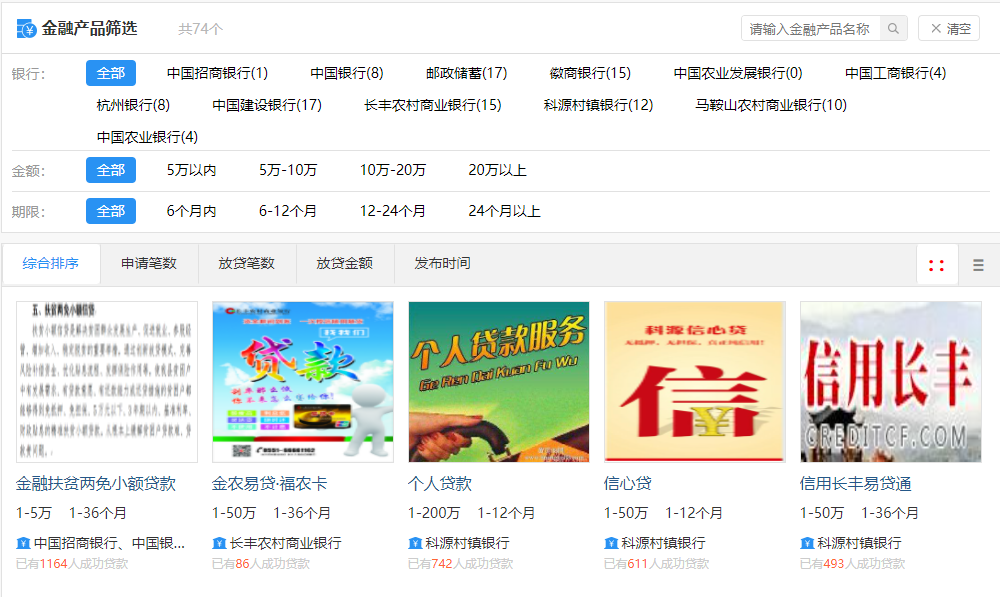 金融产品筛选 共74个 请输入金融产品名称 清空
银行: 全部 中国招商银行(1) 中国银行(8) 邮政储蓄(17) 徽商银行(15) 中国农业发展银行(0) 中国工商银行(4)
杭州银行(8) 中国建设银行(17) 长丰农村商业银行(15) 科源村镇银行(12) 马鞍山农村商业银行(10)
中国农业银行(4)
金额: 全部 5万以内 5万-10万 10万-20万 20万以上
期限: 全部 6个月内 6-12个月 12-24个月 24个月以上
综合排序 申请笔数 放贷笔数 放贷金额 发布时间
五、扶贫两免小额信贷
贷款
个人贷款服务
Ge Ren Dai Kuan Fu Wu
科源信心贷
信
信用长丰
CREDITCF.COM
金融扶贫两免小额贷款 金农易贷·福农卡 个人贷款 信心贷 信用长丰易贷通
1-5万 1-36个月 1-50万 1-36个月 1-200万 1-12个月 1-50万 1-12个月 1-50万 1-36个月
中国招商银行、中国银... 长丰农村商业银行 科源村镇银行 科源村镇银行 科源村镇银行
已有1164人成功贷款 已有86人成功贷款 已有742人成功贷款 已有611人成功贷款 已有493人成功贷款